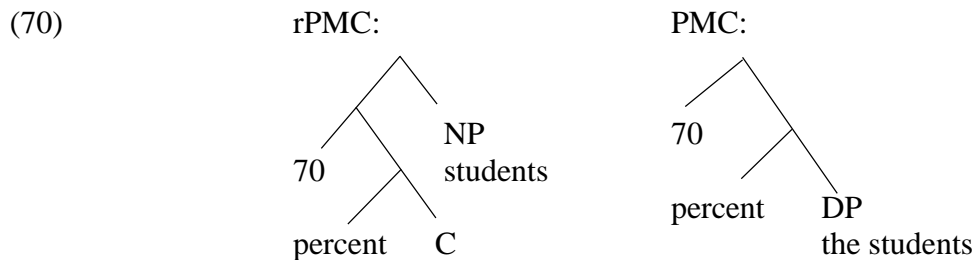 (70) rPMC: PMC:
70 NP 70
students
percent C percent DP
the students